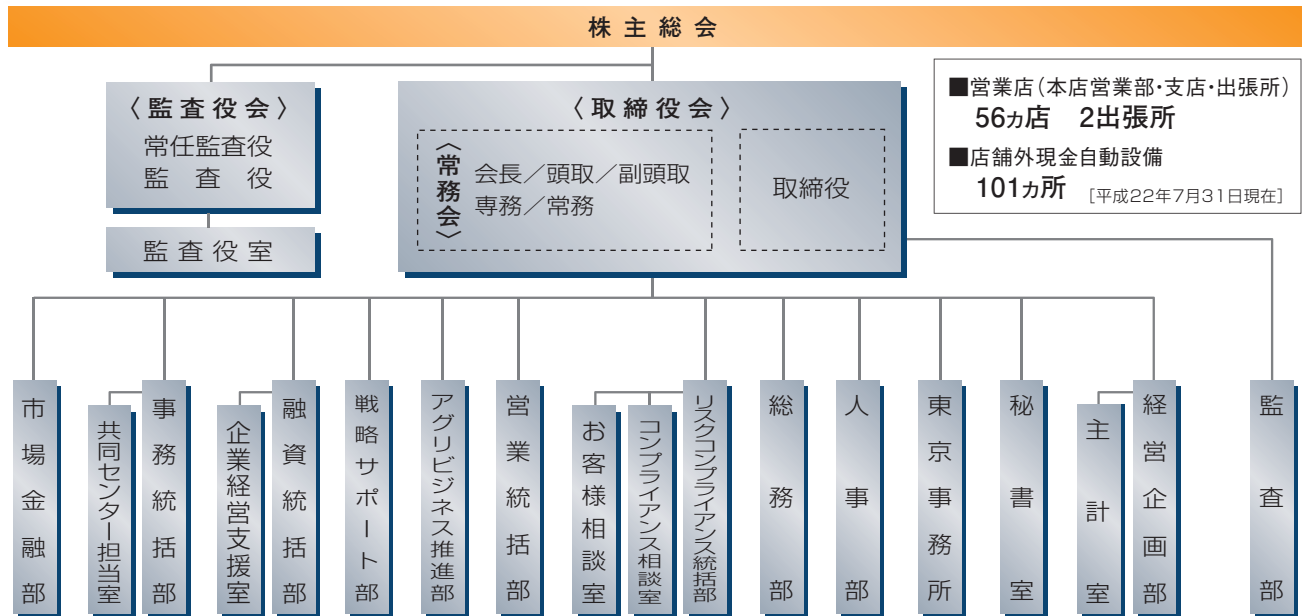 株主総会
〈監査役会〉
常任監査役
監査役
監査役室
〈取締役会〉
〈常務会〉
会長／頭取／副頭取
専務／常務
取締役
■営業店（本店営業部・支店・出張所）
56ヵ店　2出張所
■店舗外現金自動設備
101ヵ所　［平成22年7月31日現在］
市場金融部
共同センター担当室
事務統括部
企業経営支援室
融資統括部
戦略サポート部
アグリビジネス推進部
営業統括部
お客様相談室
コンプライアンス相談室
リスクコンプライアンス統括部
総務部
人事部
東京事務所
秘書室
主計室
経営企画部
監査部